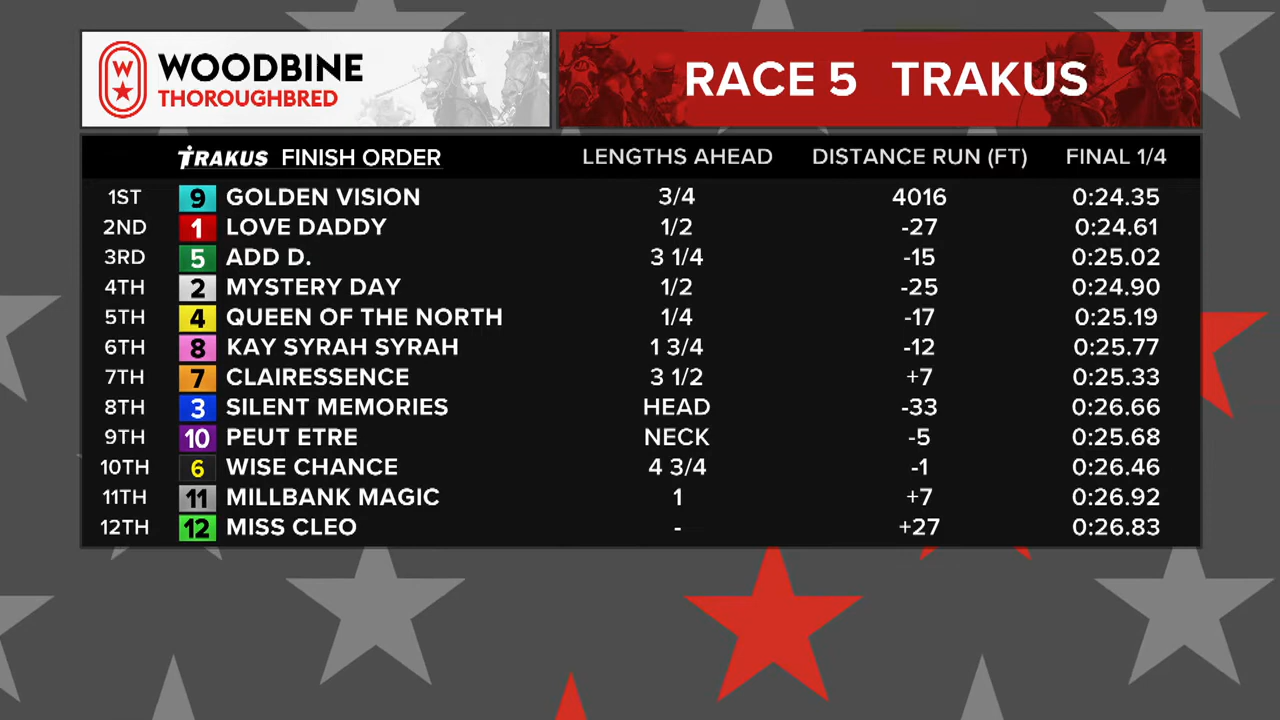 W
WOODBINE
THOROUGHBRED
RACE 5 TRAKUS
TRAKUS FINISH ORDER LENGTHS AHEAD DISTANCE RUN (FT) FINAL 1/4
1ST 9 GOLDEN VISION 3/4 4016 0:24.35
2ND 1 LOVE DADDY 1/2 -27 0:24.61
3RD 5 ADD D. 3 1/4 -15 0:25.02
4TH 2 MYSTERY DAY 1/2 -25 0:24.90
5TH 4 QUEEN OF THE NORTH 1/4 -17 0:25.19
6TH 8 KAY SYRAH SYRAH 1 3/4 -12 0:25.77
7TH 7 CLAIRESSENCE 3 1/2 +7 0:25.33
8TH 3 SILENT MEMORIES HEAD -33 0:26.66
9TH 10 PEUT ETRE NECK -5 0:25.68
10TH 6 WISE CHANCE 4 3/4 -1 0:26.46
11TH 11 MILLBANK MAGIC 1 +7 0:26.92
12TH 12 MISS CLEO - +27 0:26.83